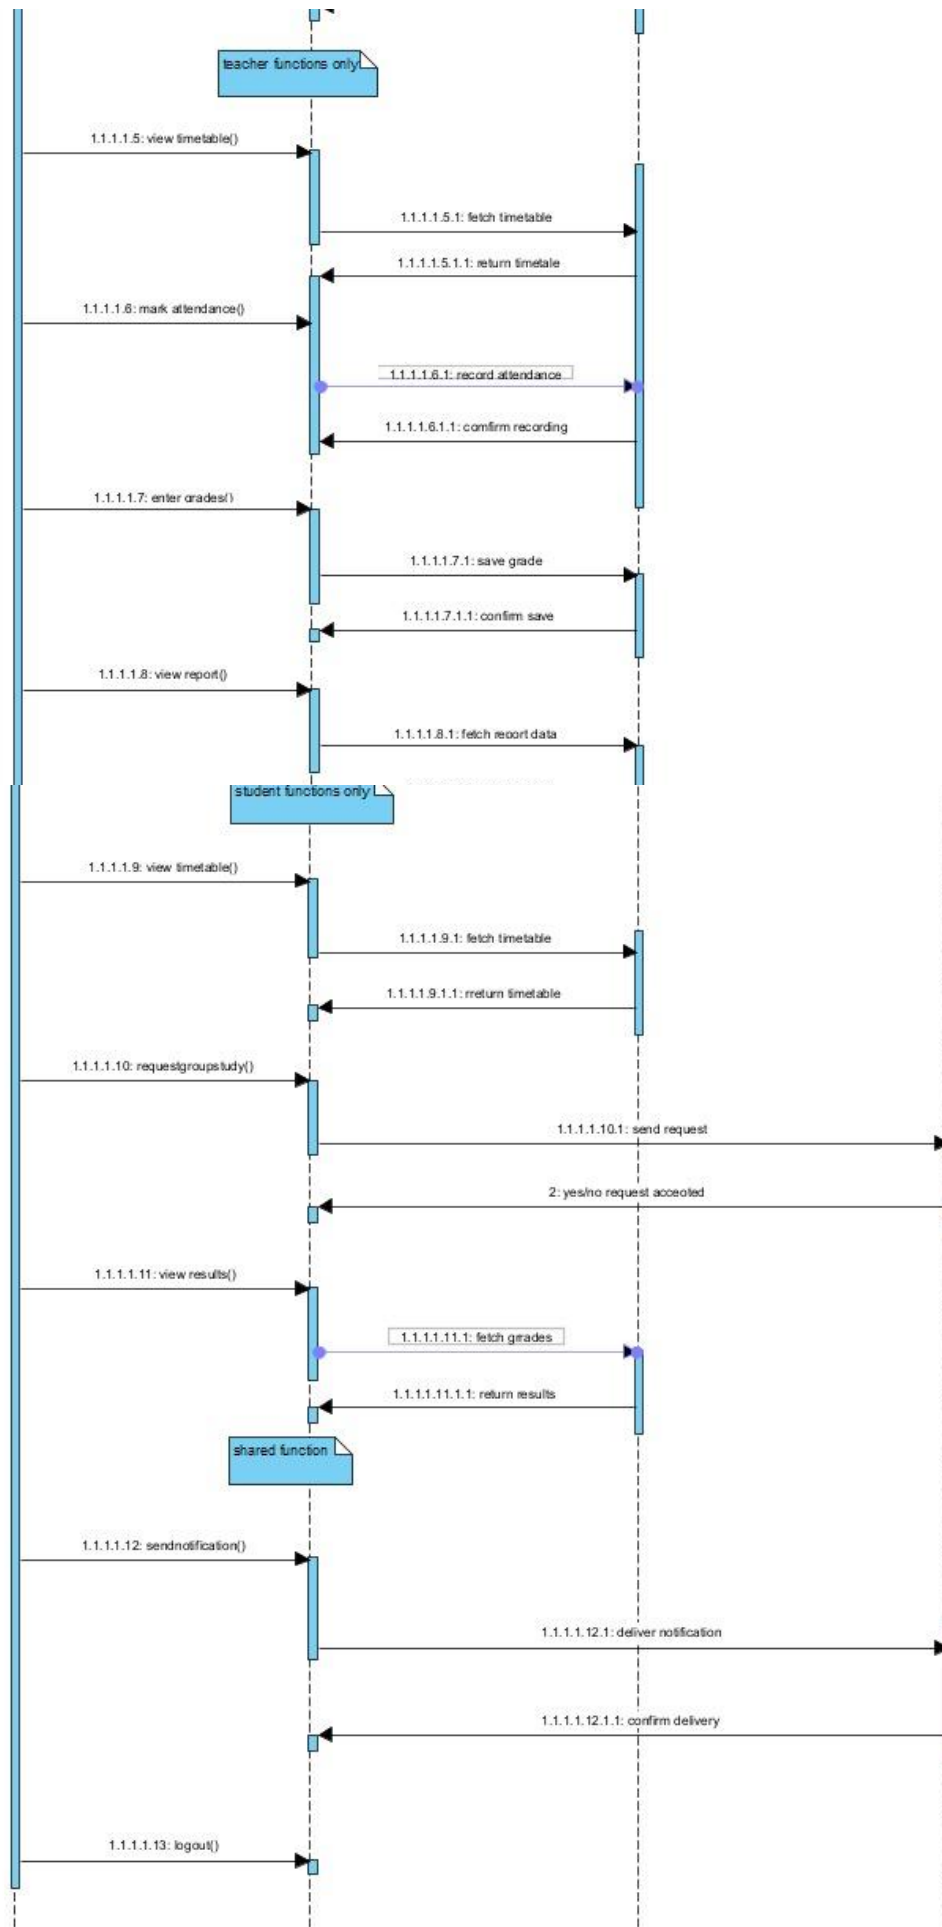 teacher functions only
1.1.1.1.5: view timetable()
1.1.1.1.5.1: fetch timetable
1.1.1.1.5.1.1: return timetale
1.1.1.1.6: mark attendance()
1.1.1.1.6.1: record attendance
1.1.1.1.6.1.1: comfirm recording
1.1.1.1.7: enter grades()
1.1.1.1.7.1: save grade
1.1.1.1.7.1.1: confirm save
1.1.1.1.8: view report()
1.1.1.1.8.1: fetch report data
student functions only
1.1.1.1.9: view timetable()
1.1.1.1.9.1: fetch timetable
1.1.1.1.9.1.1: rreturn timetable
1.1.1.1.10: requestgroupstudy()
1.1.1.1.10.1: send request
2: yes/no request acceoted
1.1.1.1.11: view results()
1.1.1.1.11.1: fetch grrades
1.1.1.1.11.1.1: return results
shared function
1.1.1.1.12: sendnotification()
1.1.1.1.12.1: deliver notification
1.1.1.1.12.1.1: confirm delivery
1.1.1.1.13: logout()